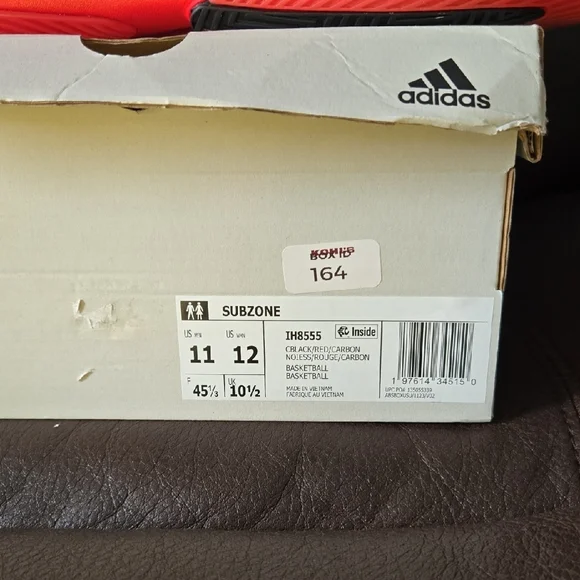 adidas
BOX ID
164
SUBZONE
US
US
11
12
F
45⅓
UK
10½
IH8555
Inside
CBLACK/RED/CARBON
NOIESS/ROUGE/CARBON
BASKETBALL
BASKETBALL
MADE IN VIETNAM
FABRIQUE AU VIETNAM
1 97614 34515 0